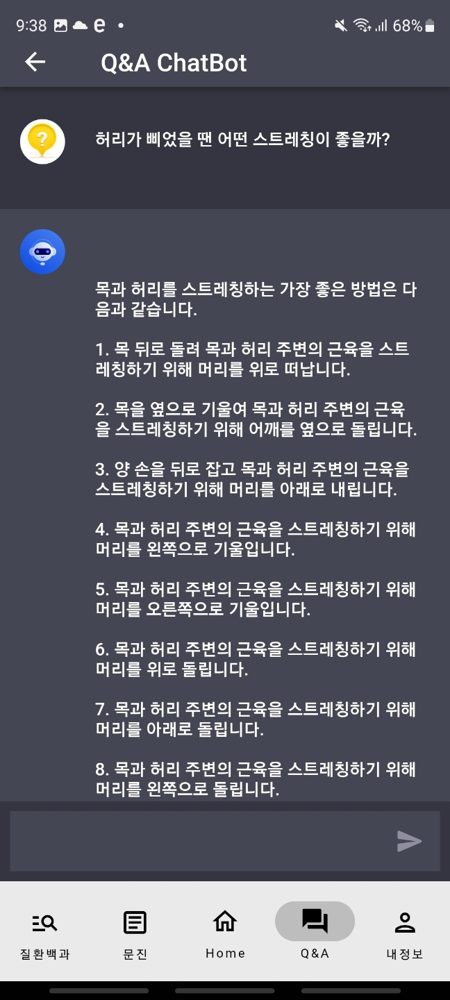 9:38
68%
Q&A ChatBot
?
허리가 삐었을 땐 어떤 스트레칭이 좋을까?
목과 허리를 스트레칭하는 가장 좋은 방법은 다
음과 같습니다.
1. 목 뒤로 돌려 목과 허리 주변의 근육을 스트
레칭하기 위해 머리를 위로 떠납니다.
2. 목을 옆으로 기울여 목과 허리 주변의 근육
을 스트레칭하기 위해 어깨를 옆으로 돌립니다.
3. 양 손을 뒤로 잡고 목과 허리 주변의 근육을
스트레칭하기 위해 머리를 아래로 내립니다.
4. 목과 허리 주변의 근육을 스트레칭하기 위해
머리를 왼쪽으로 기울입니다.
5. 목과 허리 주변의 근육을 스트레칭하기 위해
머리를 오른쪽으로 기울입니다.
6. 목과 허리 주변의 근육을 스트레칭하기 위해
머리를 위로 돌립니다.
7. 목과 허리 주변의 근육을 스트레칭하기 위해
머리를 아래로 돌립니다.
8. 목과 허리 주변의 근육을 스트레칭하기 위해
머리를 왼쪽으로 돌립니다.
질환백과
문진
Home
Q&A
내정보